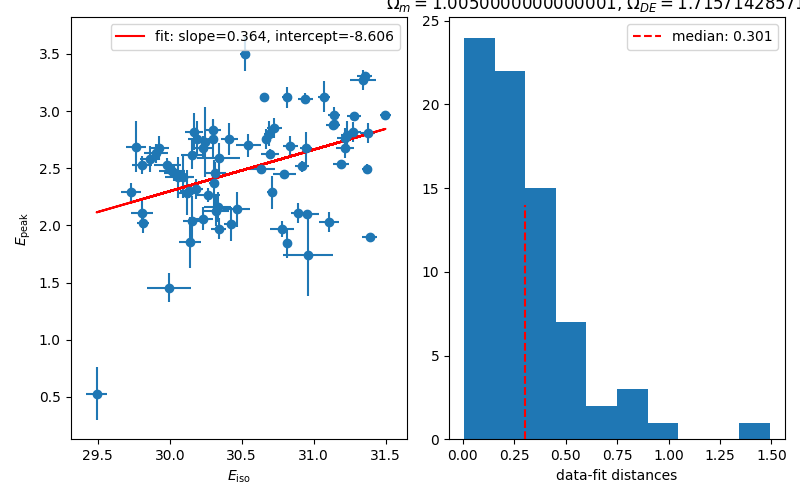 Ω_m = 1.0050000000000001, Ω_DE = 1.71571428571
fit: slope=0.364, intercept=-8.606
median: 0.301
E_peak
3.5
3.0
2.5
2.0
1.5
1.0
0.5
29.5 30.0 30.5 31.0 31.5
E_iso
25
20
15
10
5
0
0.00 0.25 0.50 0.75 1.00 1.25 1.50
data-fit distances